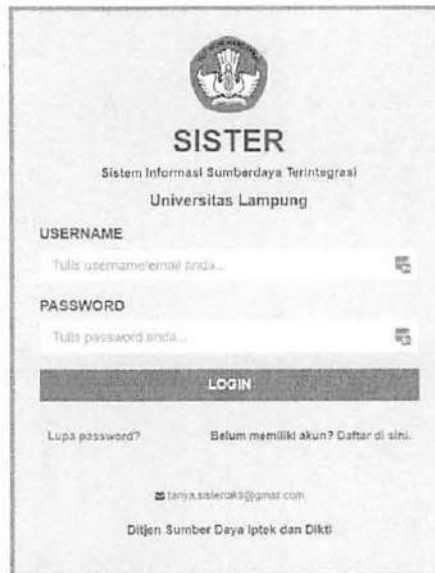 SISTER
Sistem Informasi Sumberdaya Terintegrasi
Universitas Lampung
USERNAME
Tulis username/email anda...
PASSWORD
Tulis password anda...
LOGIN
Lupa password? Belum memiliki akun? Daftar di sini.
Ditjen Sumber Daya Iptek dan Dikti